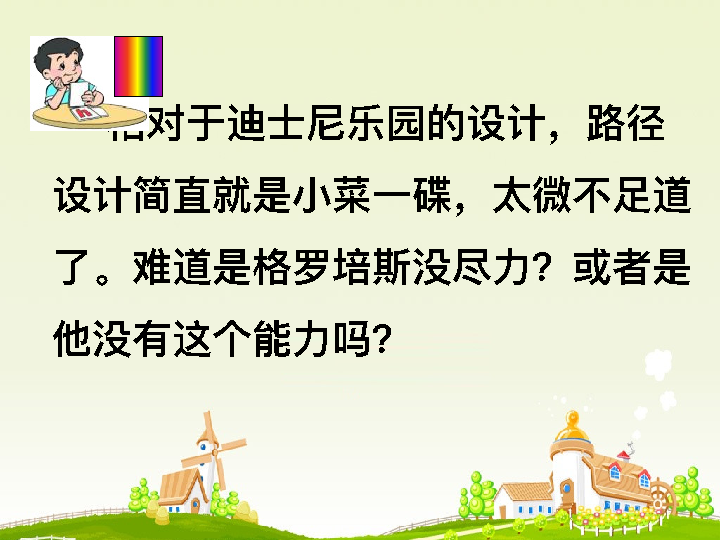 相对于迪士尼乐园的设计，路径
设计简直就是小菜一碟，太微不足道
了。难道是格罗培斯没尽力？或者是
他没有这个能力吗？